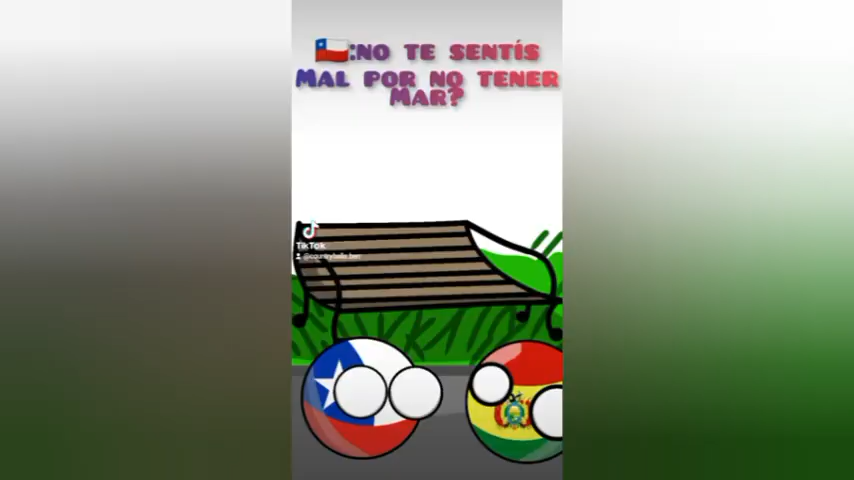 🇨🇱:NO TE SENTÍS
MAL POR NO TENER
MAR?
TikTok